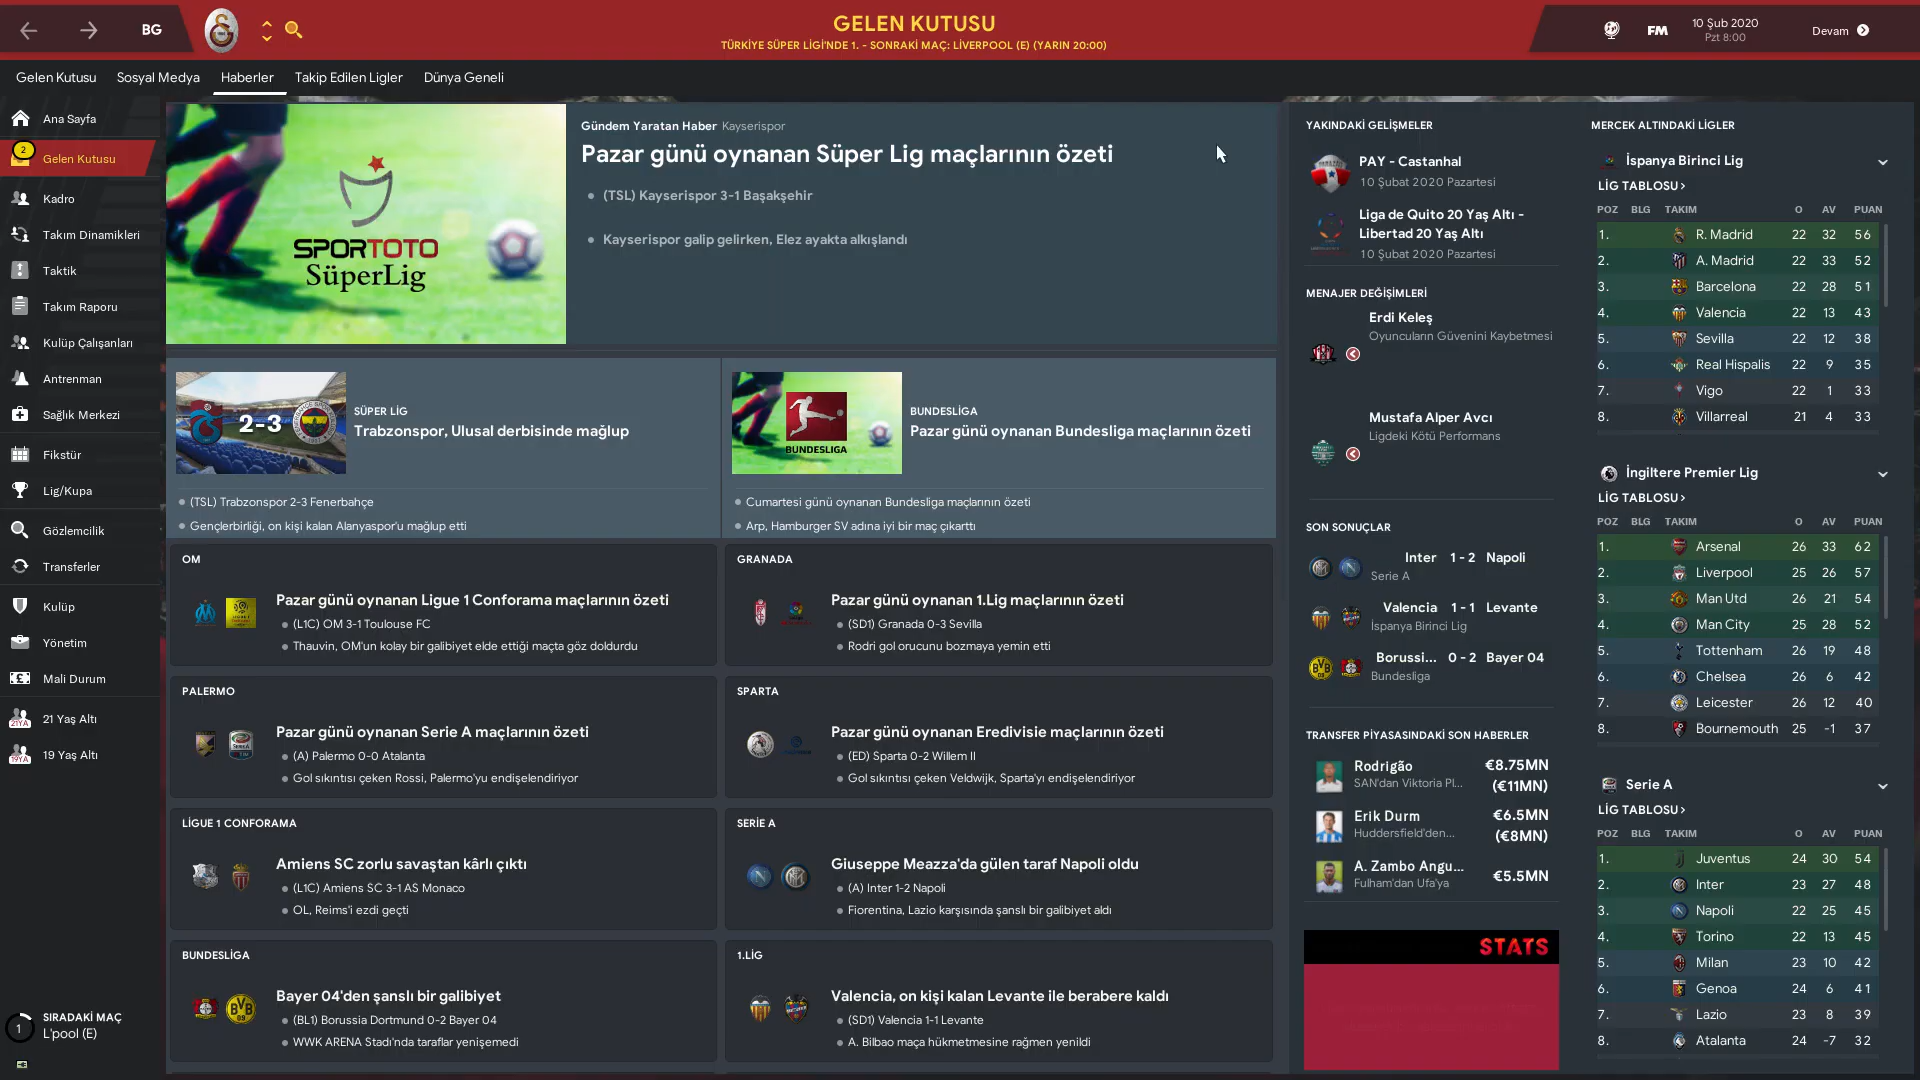 BG
GELEN KUTUSU
TÜRKİYE SÜPER LİGİ'NDE 1. - SONRAKİ MAÇ: LİVERPOOL (E) (YARIN 20:00)
FM
10 Şub 2020
Pzt 8:00
Devam
Gelen Kutusu
Sosyal Medya
Haberler
Takip Edilen Ligler
Dünya Geneli
Ana Sayfa
2
Gelen Kutusu
Kadro
Takım Dinamikleri
Taktik
Takım Raporu
Kulüp Çalışanları
Antrenman
Sağlık Merkezi
Fikstür
Lig/Kupa
Gözlemcilik
Transferler
Kulüp
Yönetim
Mali Durum
21YA
21 Yaş Altı
19YA
19 Yaş Altı
1
SIRADAKİ MAÇ
L'pool (E)
SPORTOTO
SüperLig
Gündem Yaratan Haber Kayserispor
Pazar günü oynanan Süper Lig maçlarının özeti
(TSL) Kayserispor 3-1 Başakşehir
Kayserispor galip gelirken, Elez ayakta alkışlandı
2-3
SÜPER LİG
Trabzonspor, Ulusal derbisinde mağlup
(TSL) Trabzonspor 2-3 Fenerbahçe
Gençlerbirliği, on kişi kalan Alanyaspor'u mağlup etti
BUNDESLIGA
BUNDESLİGA
Pazar günü oynanan Bundesliga maçlarının özeti
Cumartesi günü oynanan Bundesliga maçlarının özeti
Arp, Hamburger SV adına iyi bir maç çıkarttı
OM
Pazar günü oynanan Ligue 1 Conforama maçlarının özeti
(L1C) OM 3-1 Toulouse FC
Thauvin, OM'un kolay bir galibiyet elde ettiği maçta göz doldurdu
GRANADA
Pazar günü oynanan 1.Lig maçlarının özeti
(SD1) Granada 0-3 Sevilla
Rodri gol orucunu bozmaya yemin etti
PALERMO
Pazar günü oynanan Serie A maçlarının özeti
(A) Palermo 0-0 Atalanta
Gol sıkıntısı çeken Rossi, Palermo'yu endişelendiriyor
SPARTA
Pazar günü oynanan Eredivisie maçlarının özeti
(ED) Sparta 0-2 Willem II
Gol sıkıntısı çeken Veldwijk, Sparta'yı endişelendiriyor
LİGUE 1 CONFORAMA
Amiens SC zorlu savaştan kârlı çıktı
(L1C) Amiens SC 3-1 AS Monaco
OL, Reims'i ezdi geçti
SERİE A
Giuseppe Meazza'da gülen taraf Napoli oldu
(A) Inter 1-2 Napoli
Fiorentina, Lazio karşısında şanslı bir galibiyet aldı
BUNDESLİGA
Bayer 04'den şanslı bir galibiyet
(BL1) Borussia Dortmund 0-2 Bayer 04
WWK ARENA Stadı'nda taraflar yenişemedi
1.LİG
Valencia, on kişi kalan Levante ile berabere kaldı
(SD1) Valencia 1-1 Levante
A. Bilbao maça hükmetmesine rağmen yenildi
YAKINDAKİ GELİŞMELER
PAY - Castanhal
10 Şubat 2020 Pazartesi
Liga de Quito 20 Yaş Altı -
Libertad 20 Yaş Altı
10 Şubat 2020 Pazartesi
MENAJER DEĞİŞİMLERİ
Erdi Keleş
Oyuncuların Güvenini Kaybetmesi
Mustafa Alper Avcı
Ligdeki Kötü Performans
SON SONUÇLAR
Inter 1 - 2 Napoli
Serie A
Valencia 1 - 1 Levante
İspanya Birinci Lig
Borussi... 0 - 2 Bayer 04
Bundesliga
TRANSFER PİYASASINDAKİ SON HABERLER
Rodrigão €8.75MN
SAN'dan Viktoria Pl... (€11MN)
Erik Durm €6.5MN
Huddersfield'den... (€8MN)
A. Zambo Angu... €5.5MN
Fulham'dan Ufa'ya
STATS
MERCEK ALTINDAKİ LİGLER
İspanya Birinci Lig
LİG TABLOSU>
POZ BLG TAKIM O AV PUAN
1. R. Madrid 22 32 56
2. A. Madrid 22 33 52
3. Barcelona 22 28 51
4. Valencia 22 13 43
5. Sevilla 22 12 38
6. Real Hispalis 22 9 35
7. Vigo 22 1 33
8. Villarreal 21 4 33
İngiltere Premier Lig
LİG TABLOSU>
POZ BLG TAKIM O AV PUAN
1. Arsenal 26 33 62
2. Liverpool 25 26 57
3. Man Utd 26 21 54
4. Man City 25 28 52
5. Tottenham 26 19 48
6. Chelsea 26 6 42
7. Leicester 26 12 40
8. Bournemouth 25 -1 37
Serie A
LİG TABLOSU>
POZ BLG TAKIM O AV PUAN
1. Juventus 24 30 54
2. Inter 23 27 48
3. Napoli 22 25 45
4. Torino 22 13 45
5. Milan 23 10 42
6. Genoa 24 6 41
7. Lazio 23 8 39
8. Atalanta 24 -7 32